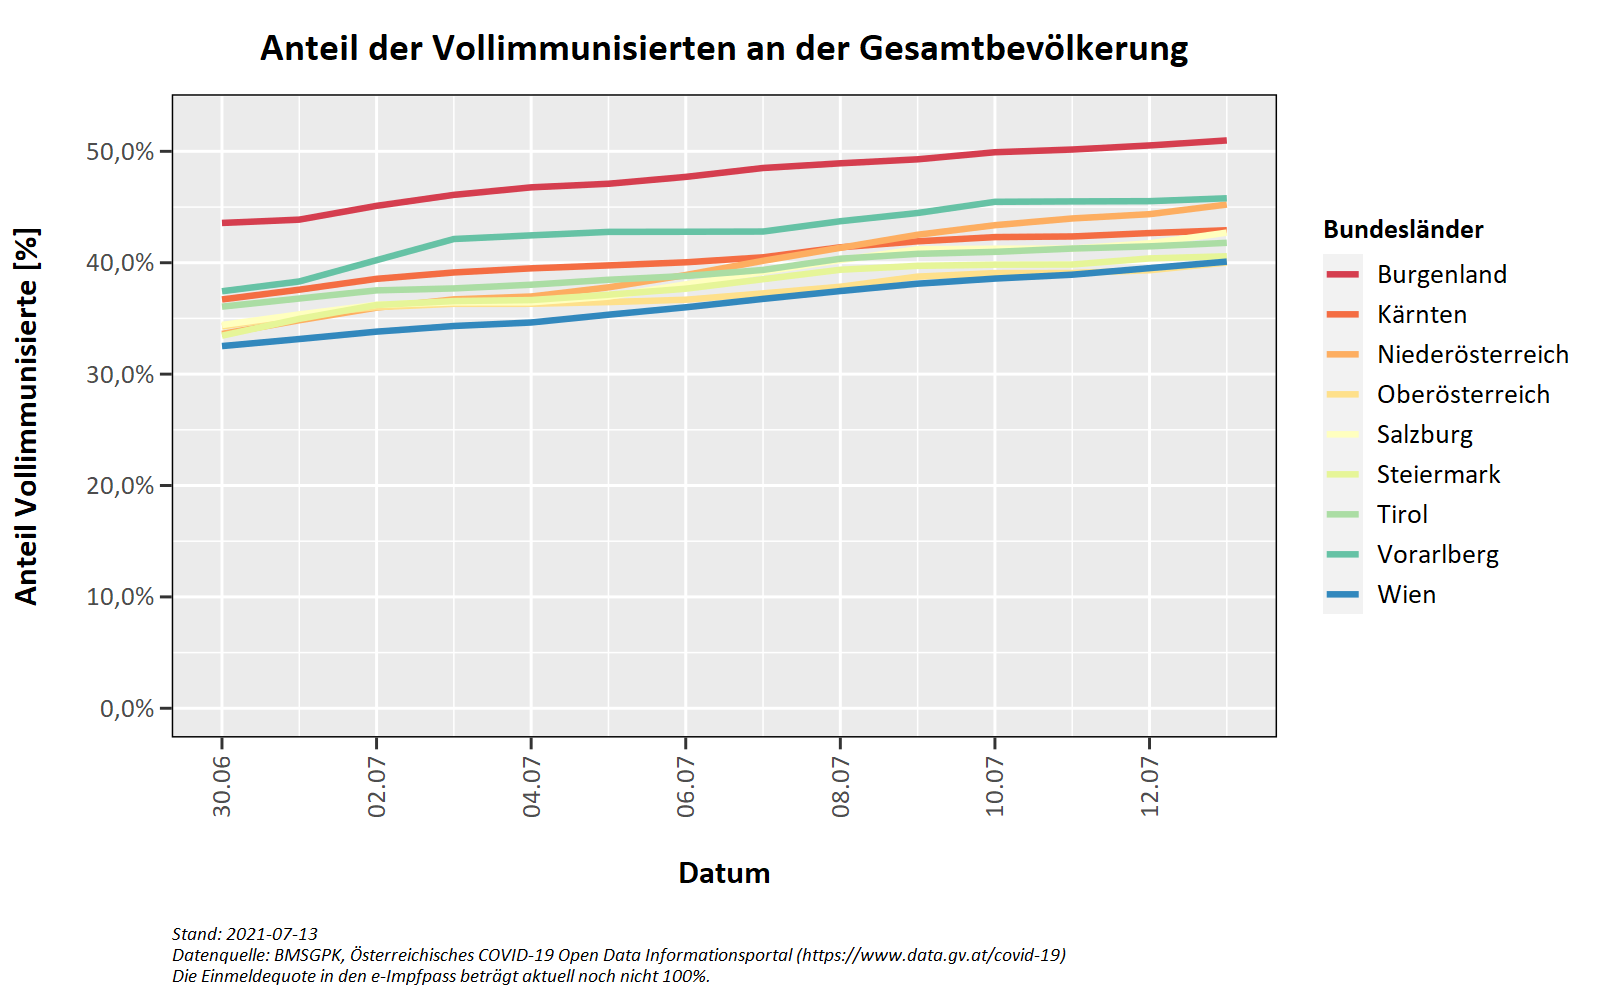 Anteil der Vollimmunisierten an der Gesamtbevölkerung
Anteil Vollimmunisierte [%]
50,0%
40,0%
30,0%
20,0%
10,0%
0,0%
30.06
02.07
04.07
06.07
08.07
10.07
12.07
Datum
Bundesländer
Burgenland
Kärnten
Niederösterreich
Oberösterreich
Salzburg
Steiermark
Tirol
Vorarlberg
Wien
Stand: 2021-07-13
Datenquelle: BMSGPK, Österreichisches COVID-19 Open Data Informationsportal (https://www.data.gv.at/covid-19)
Die Einmeldequote in den e-Impfpass beträgt aktuell noch nicht 100%.